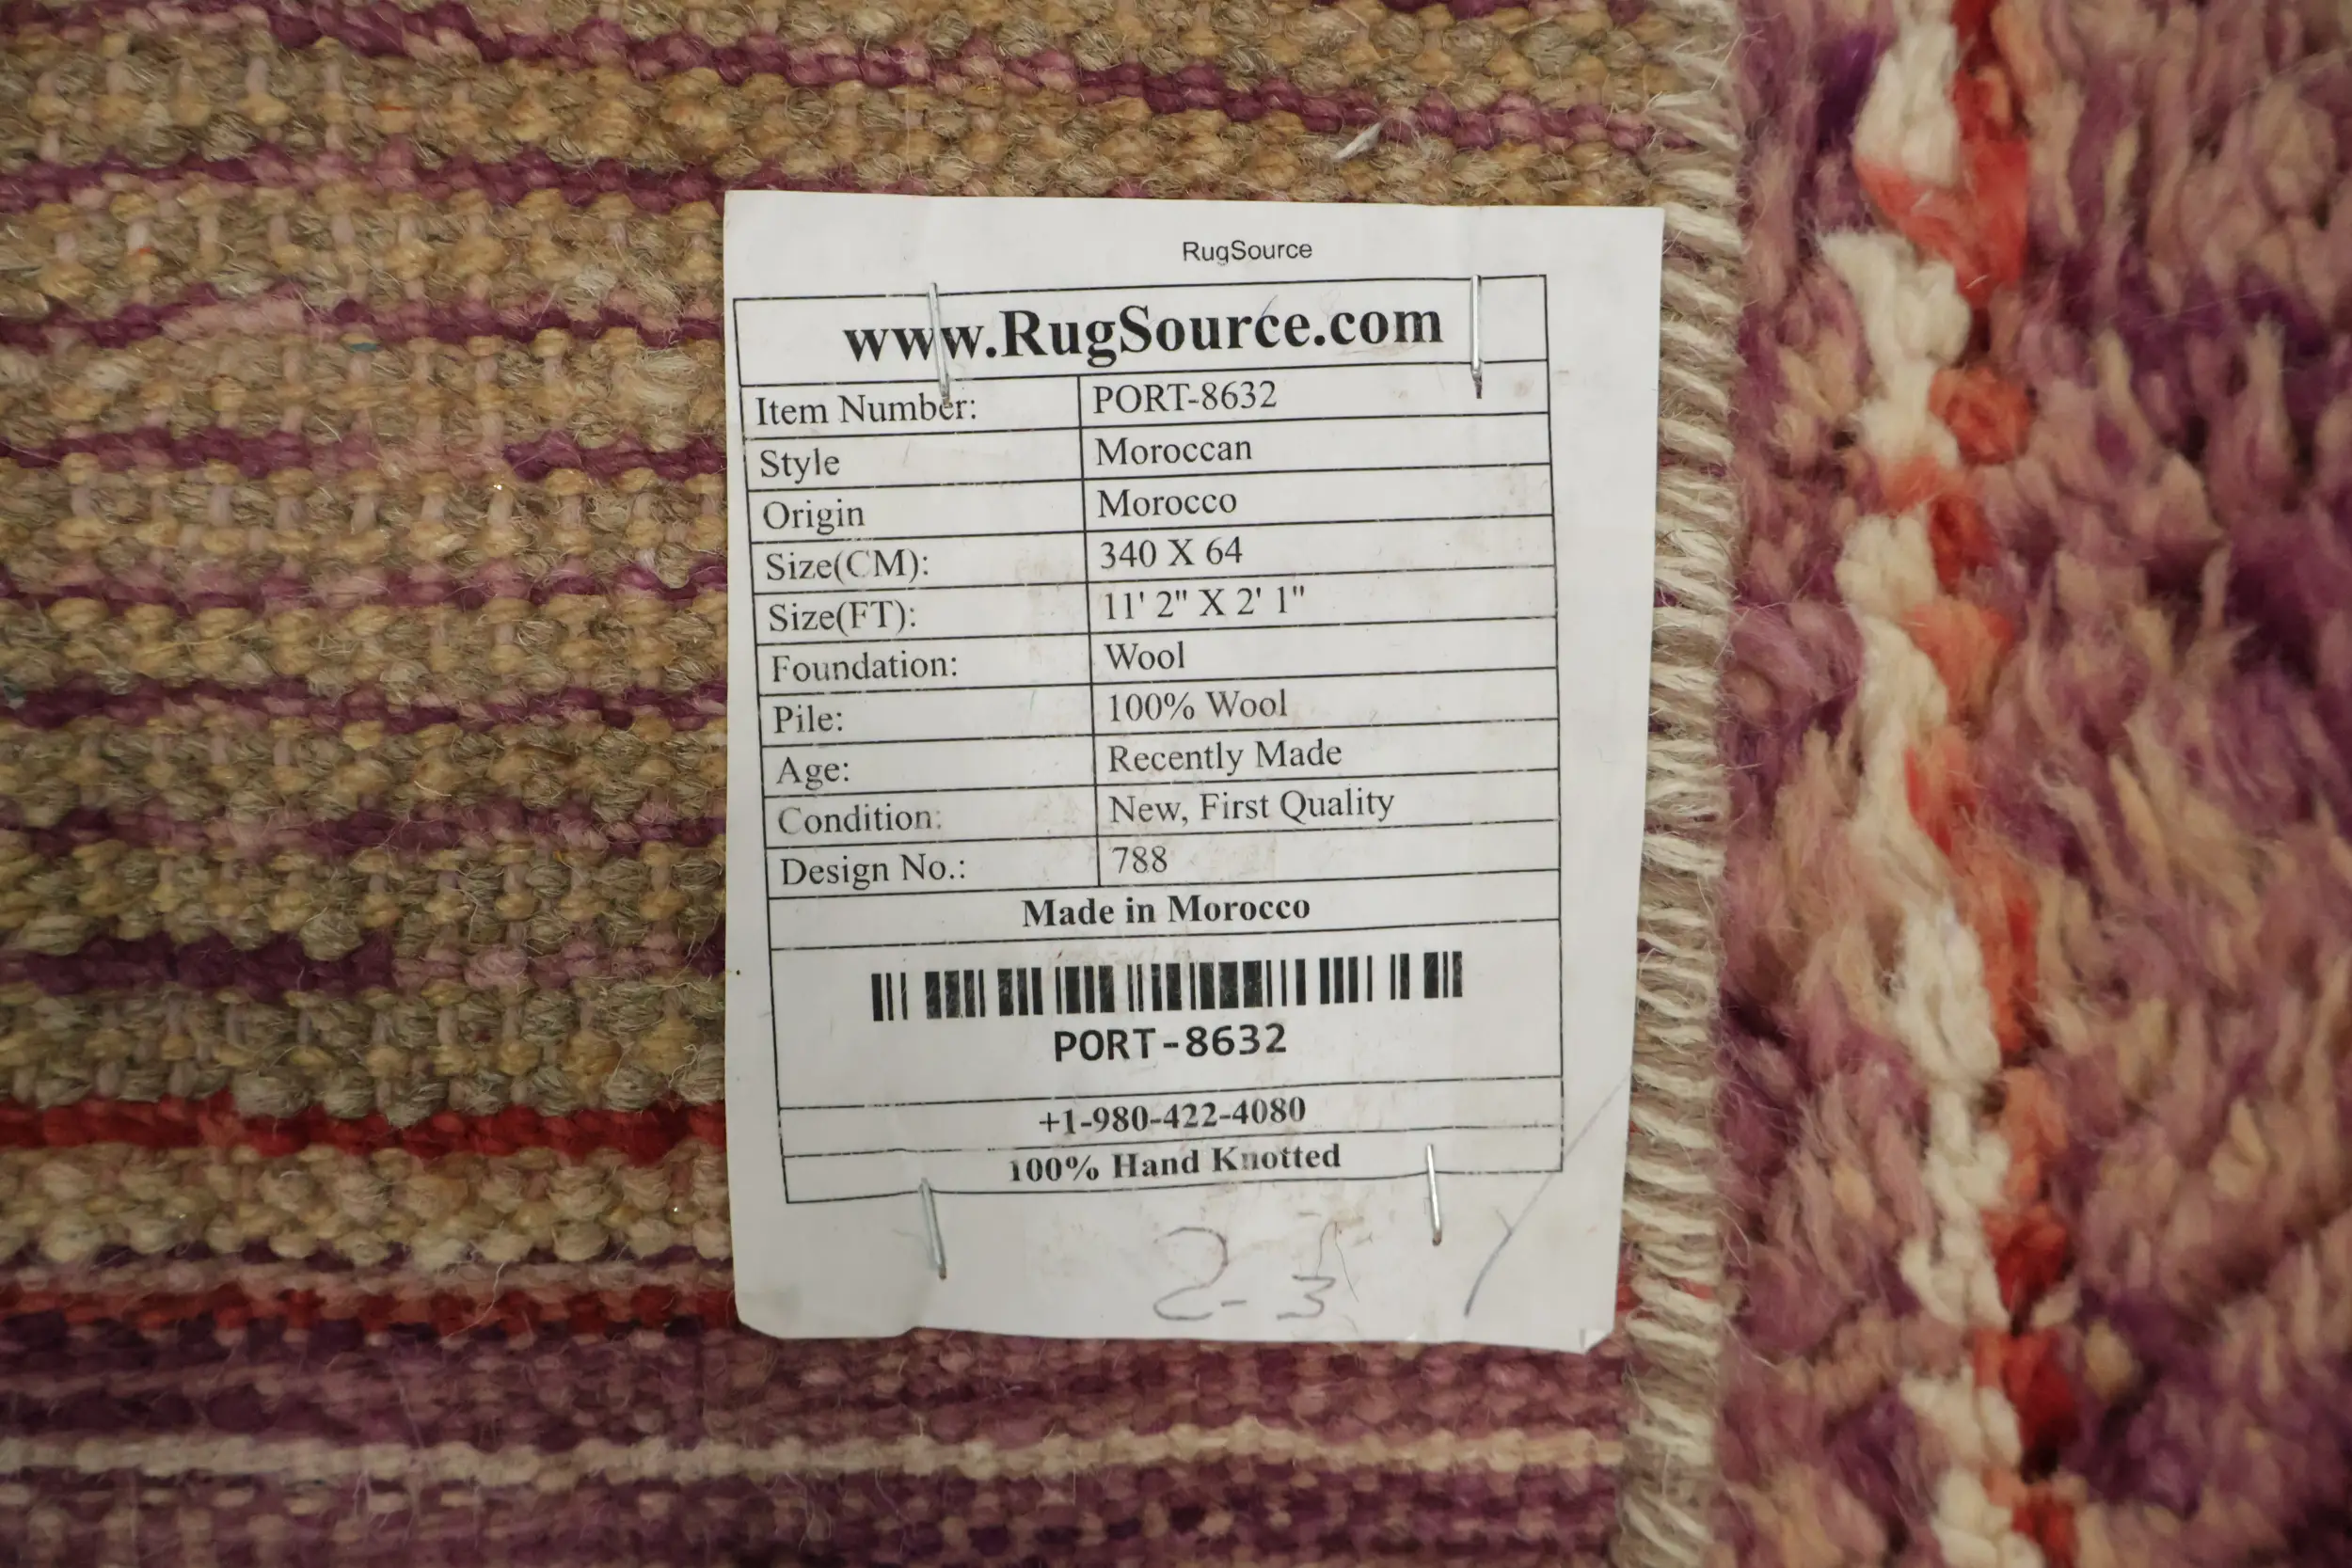 RugSource
www.RugSource.com
Item Number: PORT-8632
Style Moroccan
Origin Morocco
Size(CM): 340 X 64
Size(FT): 11' 2" X 2' 1"
Foundation: Wool
Pile: 100% Wool
Age: Recently Made
Condition: New, First Quality
Design No.: 788
Made in Morocco
PORT-8632
+1-980-422-4080
100% Hand Knotted